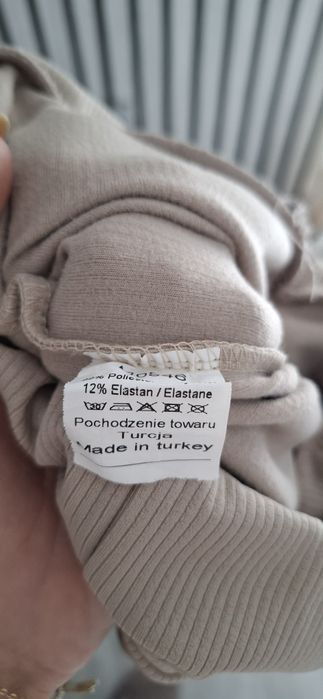 12% Elastan / Elastane
Pochodzenie towaru
Turcja
Made in turkey